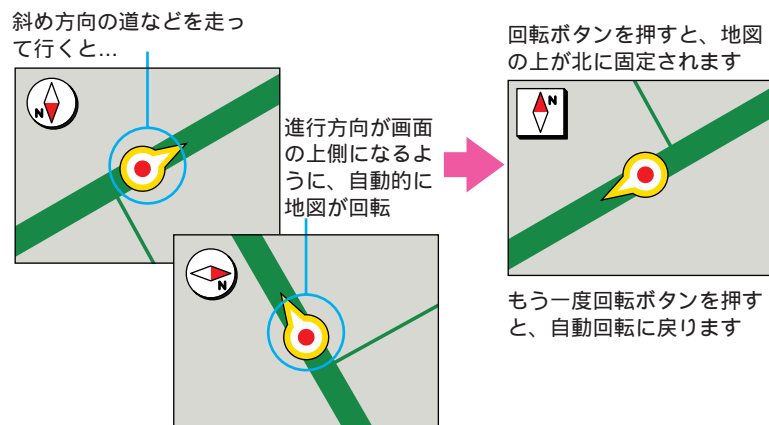 斜め方向の道などを走っ
て行くと...
N
進行方向が画面
の上側になるよ
うに、自動的に
地図が回転
N
回転ボタンを押すと、地図
の上が北に固定されます
N
もう一度回転ボタンを押す
と、自動回転に戻ります